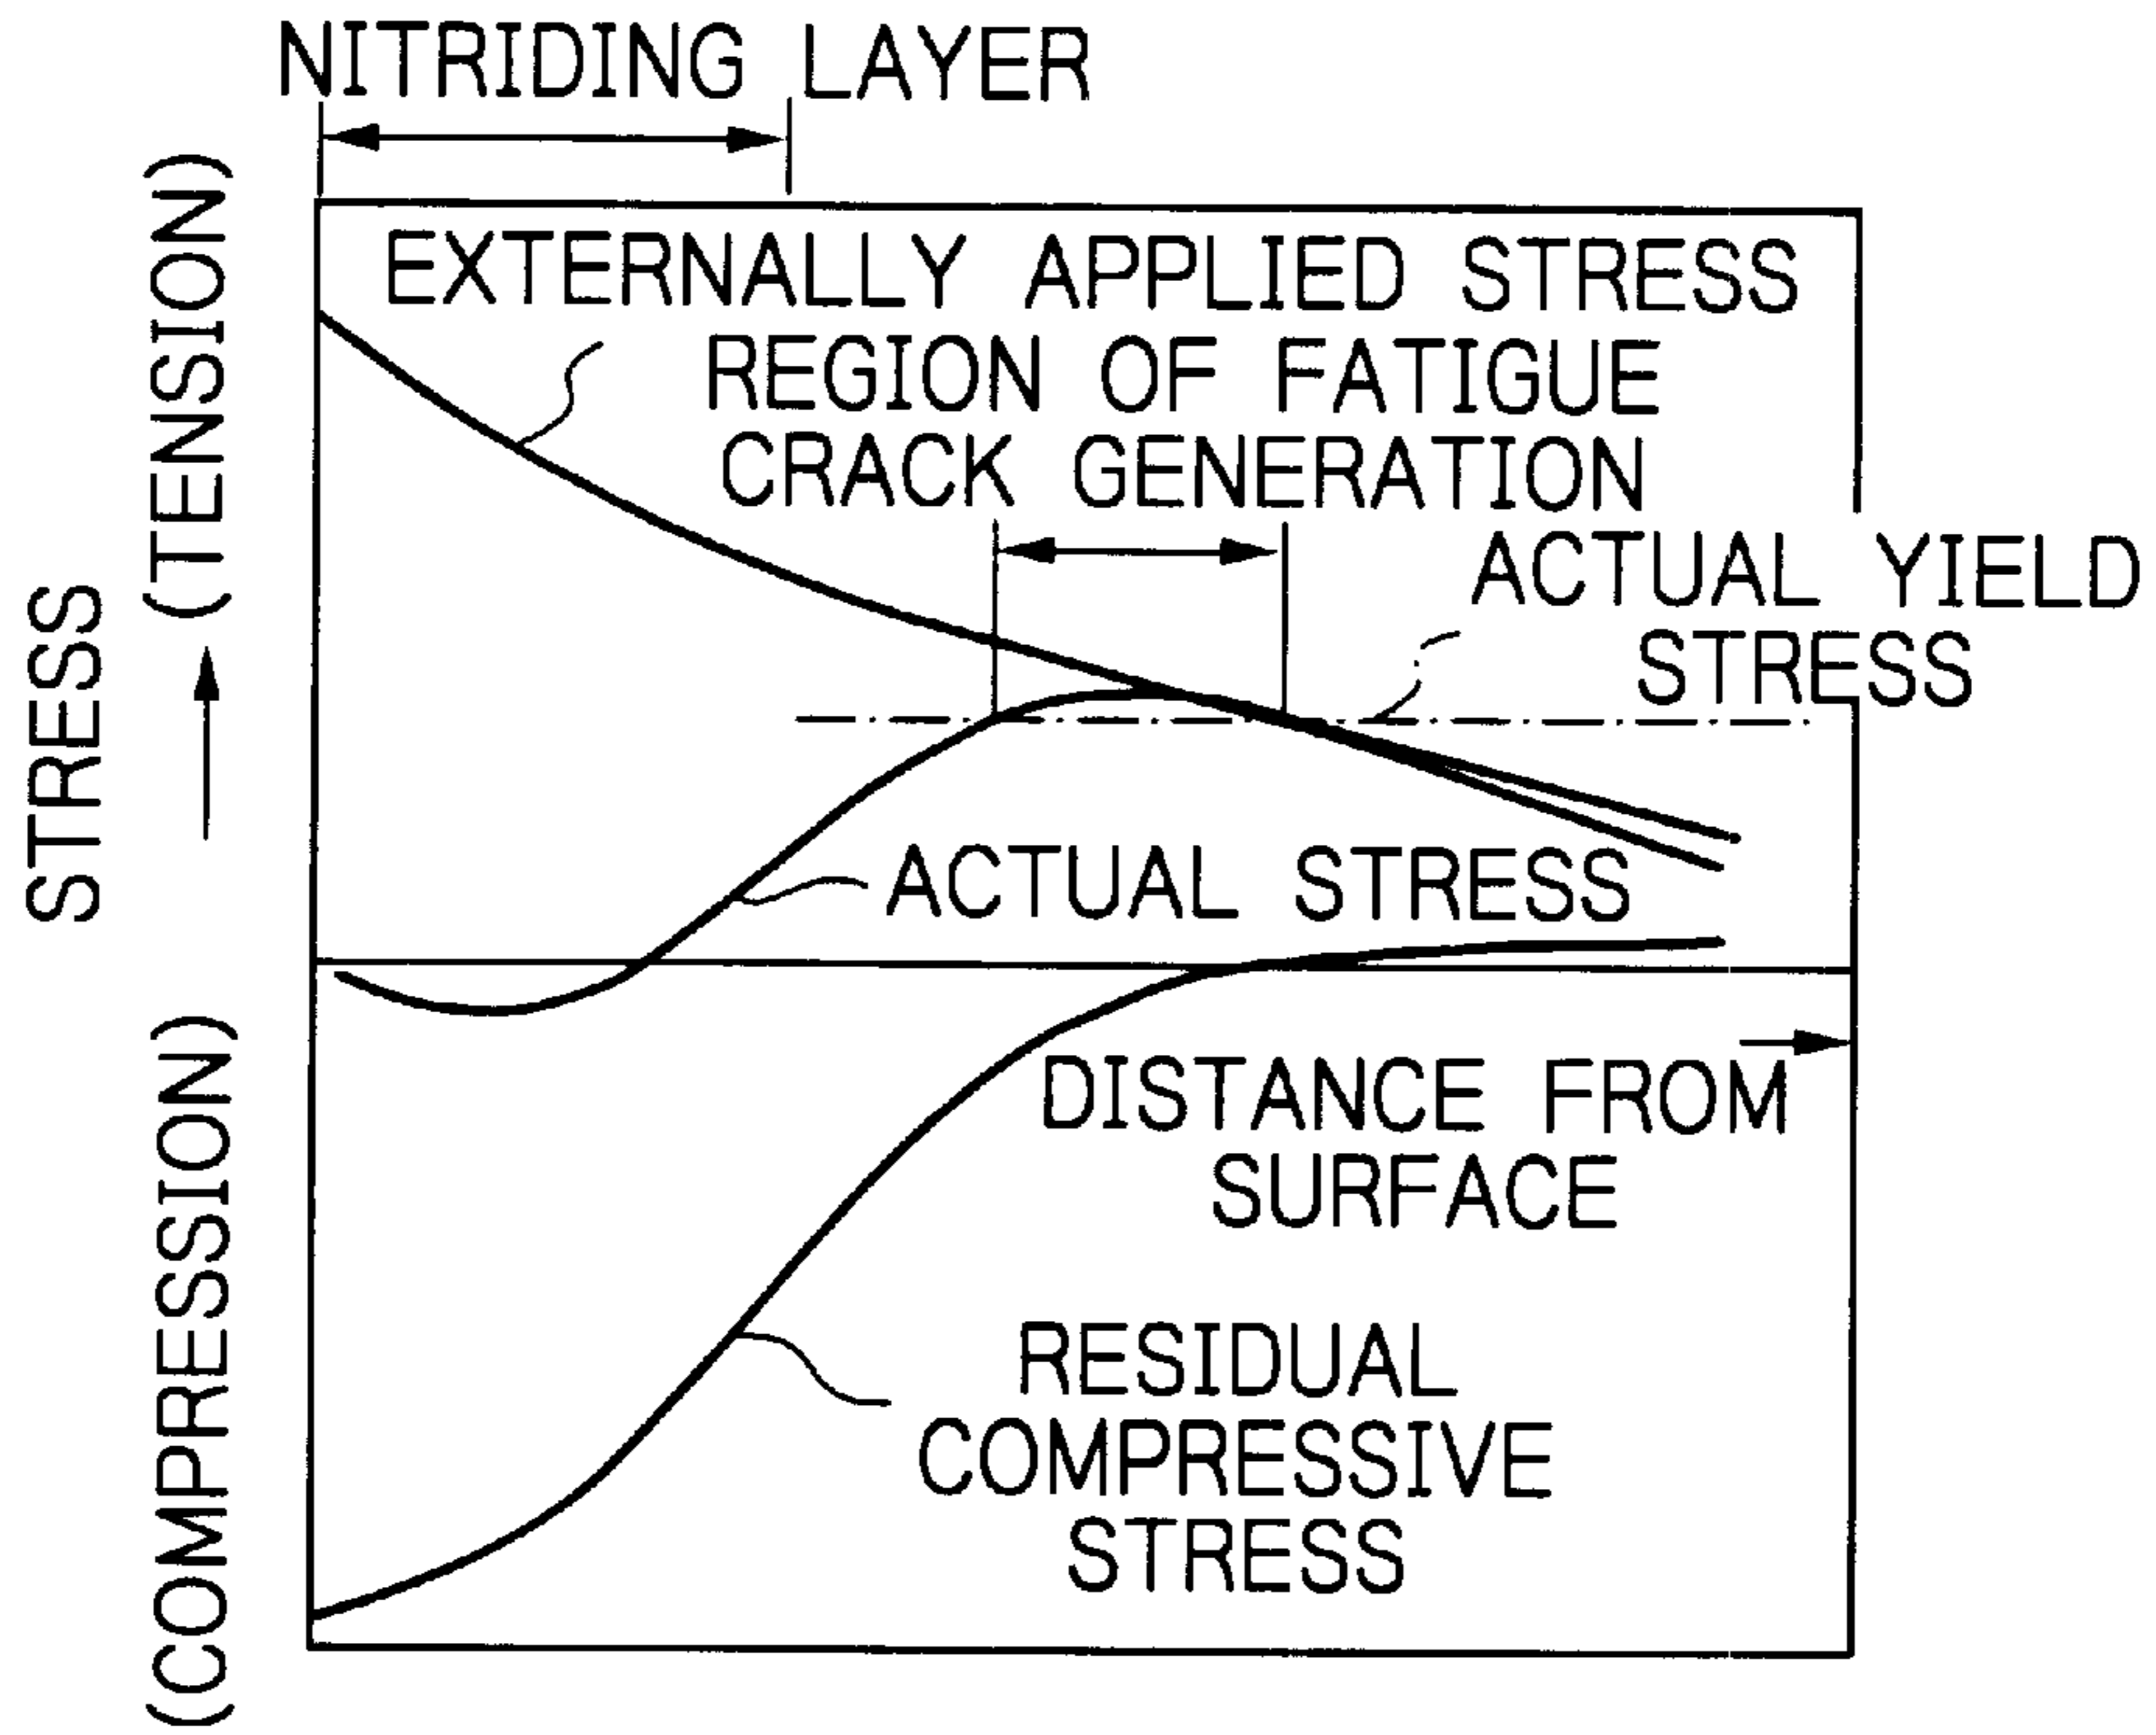 NITRIDING LAYER
EXTERNALLY APPLIED STRESS
REGION OF FATIGUE
CRACK GENERATION
ACTUAL YIELD
STRESS
ACTUAL STRESS
DISTANCE FROM
SURFACE
RESIDUAL
COMPRESSIVE
STRESS
STRESS
(TENSION)
(COMPRESSION)